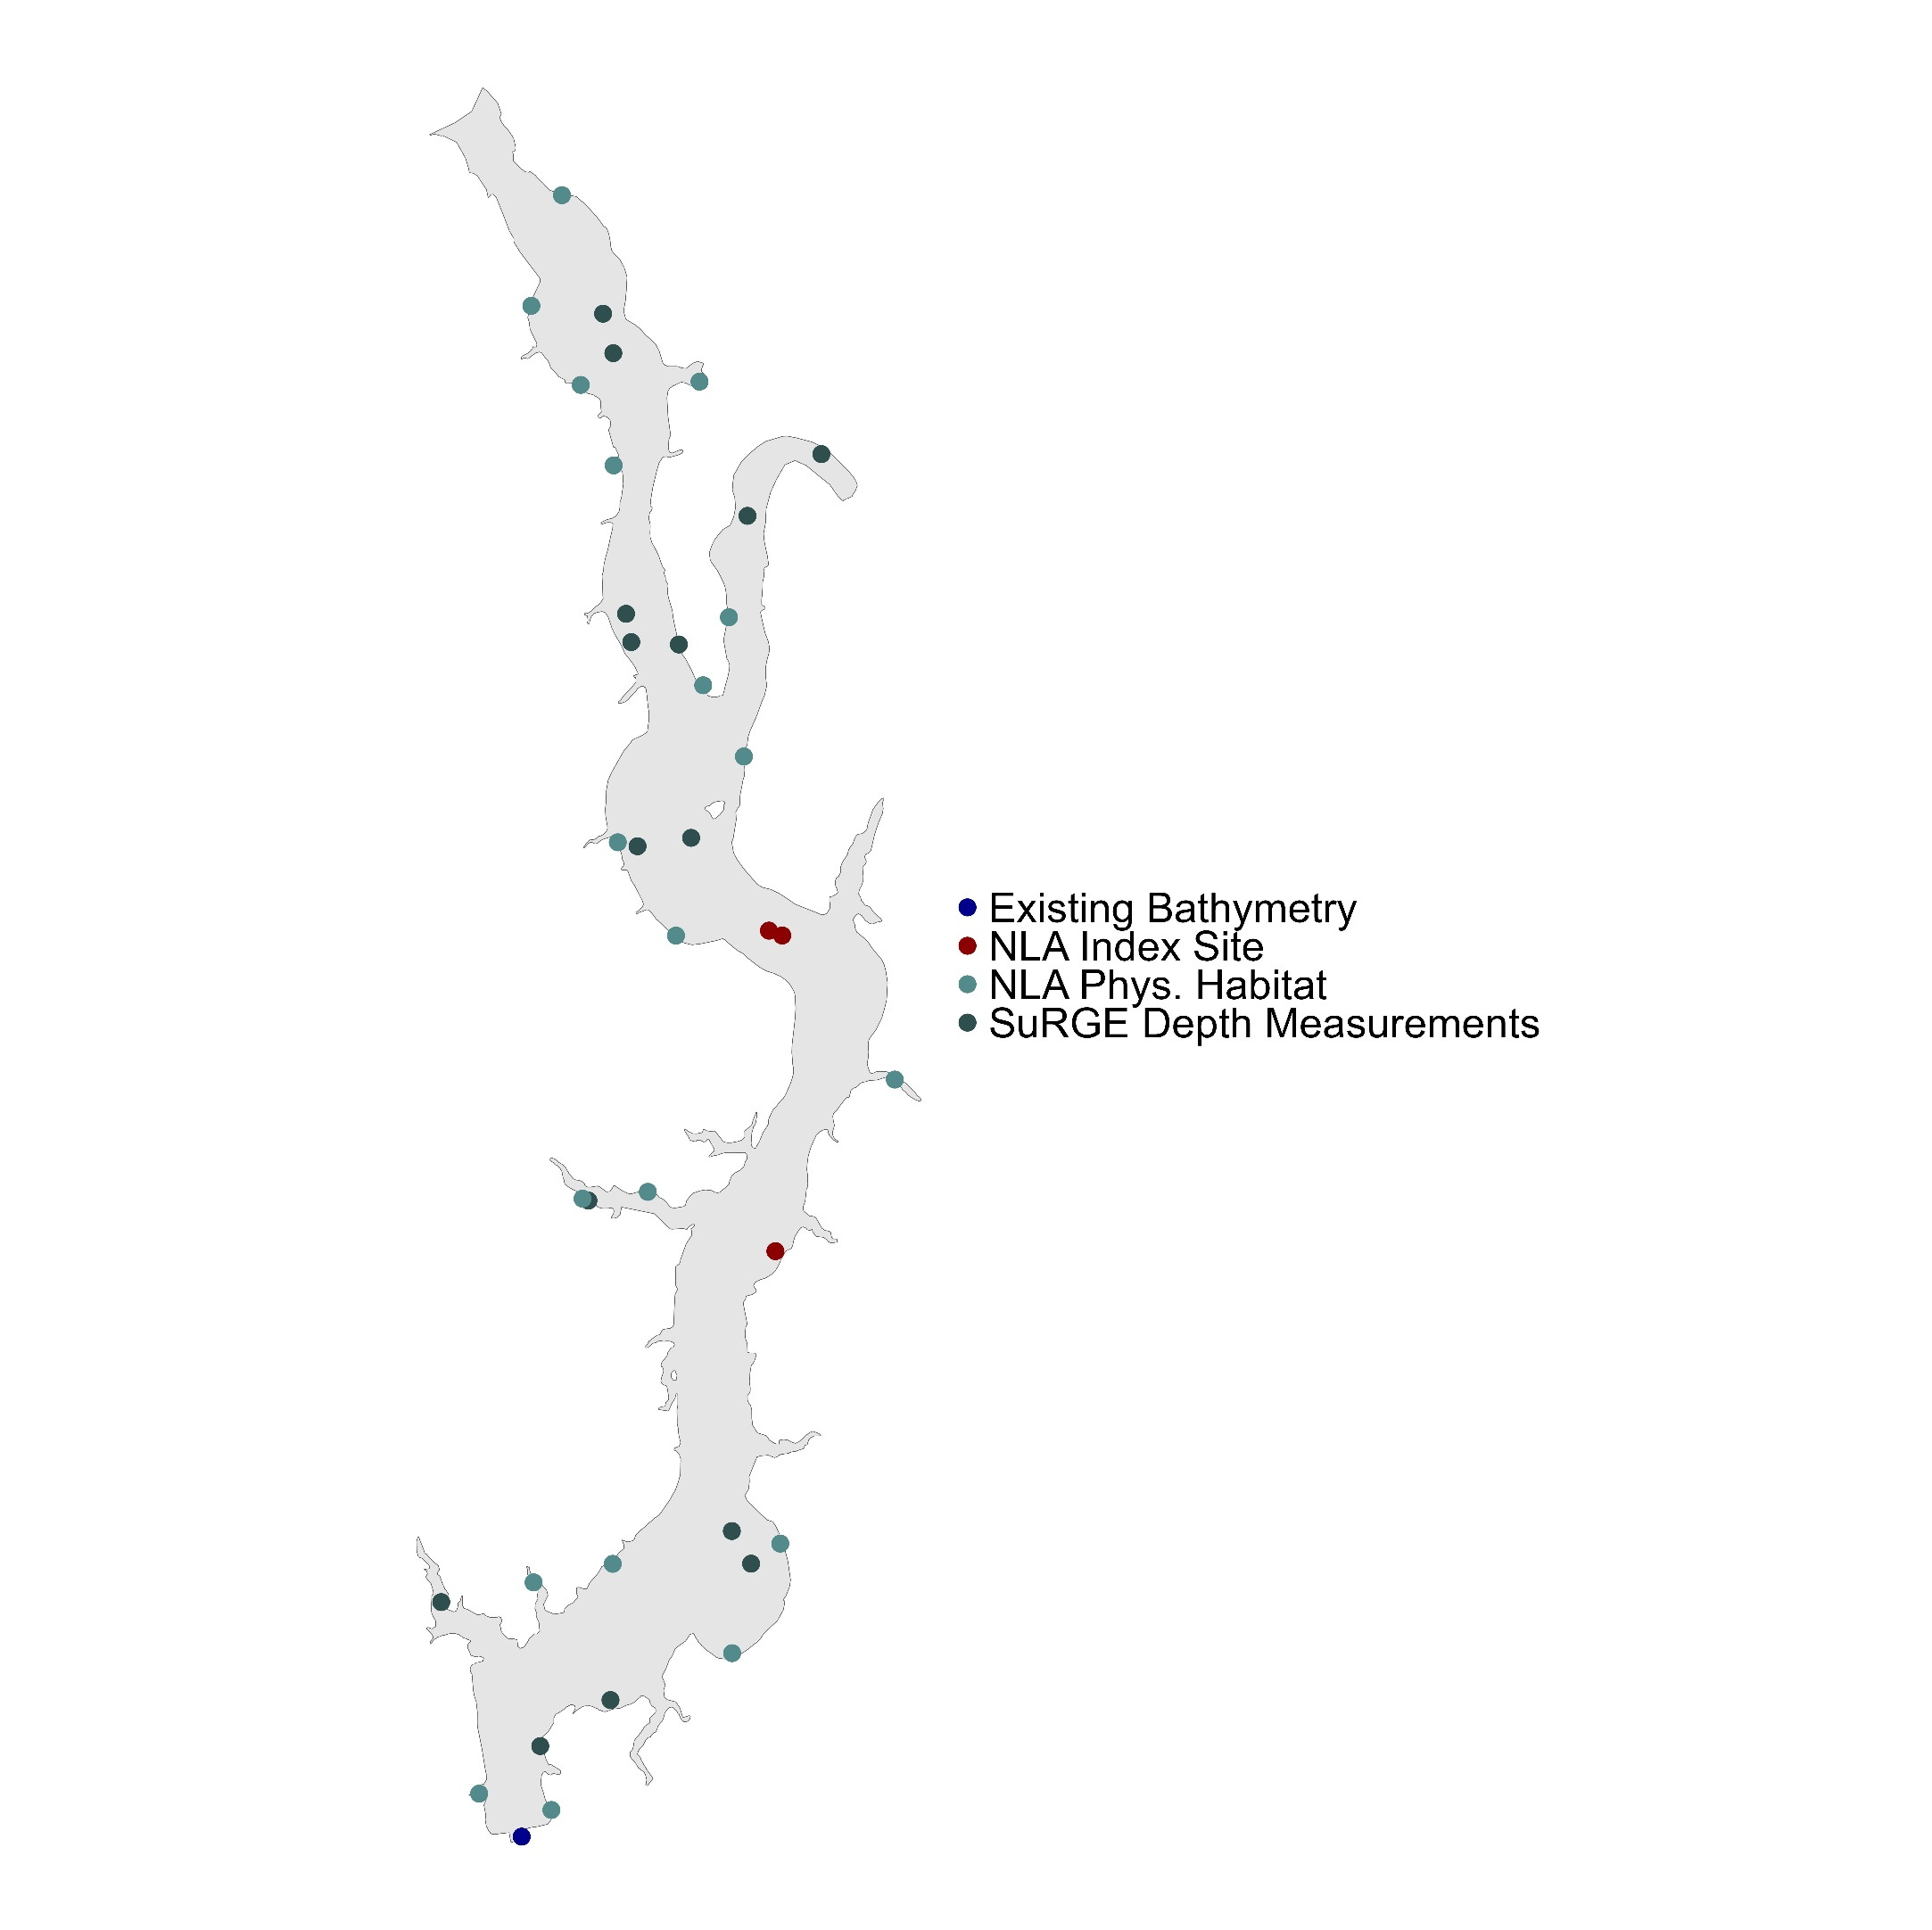 Existing Bathymetry
NLA Index Site
NLA Phys. Habitat
SuRGE Depth Measurements